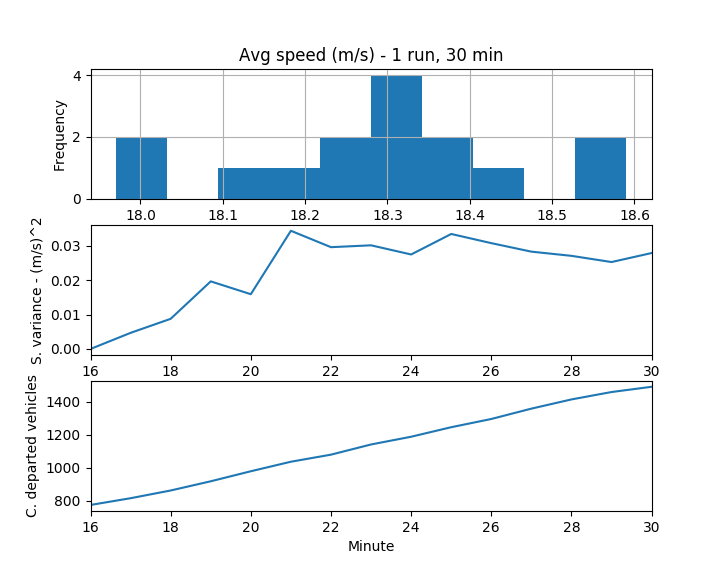 Avg speed (m/s) - 1 run, 30 min
Frequency
4
2
0
18.0 18.1 18.2 18.3 18.4 18.5 18.6
S. variance - (m/s)^2
0.03
0.02
0.01
0.00
16 18 20 22 24 26 28 30
C. departed vehicles
1400
1200
1000
800
16 18 20 22 24 26 28 30
Minute